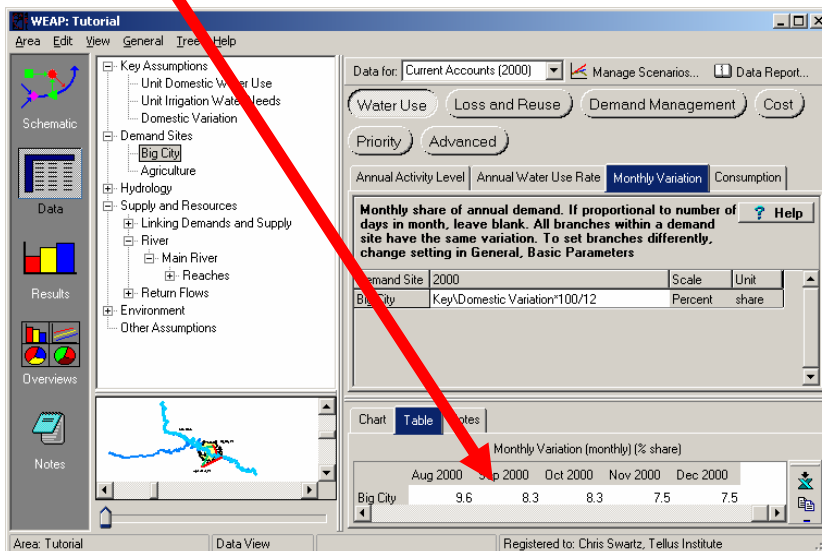 WEAP: Tutorial
Area Edit View General Tree Help
Schematic
Data
Results
Overviews
Notes
Key Assumptions
Unit Domestic Water Use
Unit Irrigation Water Needs
Domestic Variation
Demand Sites
Big City
Agriculture
Hydrology
Supply and Resources
Linking Demands and Supply
River
Main River
Reaches
Return Flows
Environment
Other Assumptions
Data for: Current Accounts (2000) Manage Scenarios... Data Report...
Water Use Loss and Reuse Demand Management Cost
Priority Advanced
Annual Activity Level Annual Water Use Rate Monthly Variation Consumption
Monthly share of annual demand. If proportional to number of
days in month, leave blank. All branches within a demand
site have the same variation. To set branches differently,
change setting in General, Basic Parameters
? Help
Demand Site 2000 Scale Unit
Big City Key\Domestic Variation*100/12 Percent share
Chart Table Notes
Monthly Variation (monthly) (% share)
Aug 2000 Sep 2000 Oct 2000 Nov 2000 Dec 2000
Big City 9.6 8.3 8.3 7.5 7.5
Area: Tutorial Data View Registered to: Chris Swartz, Tellus Institute